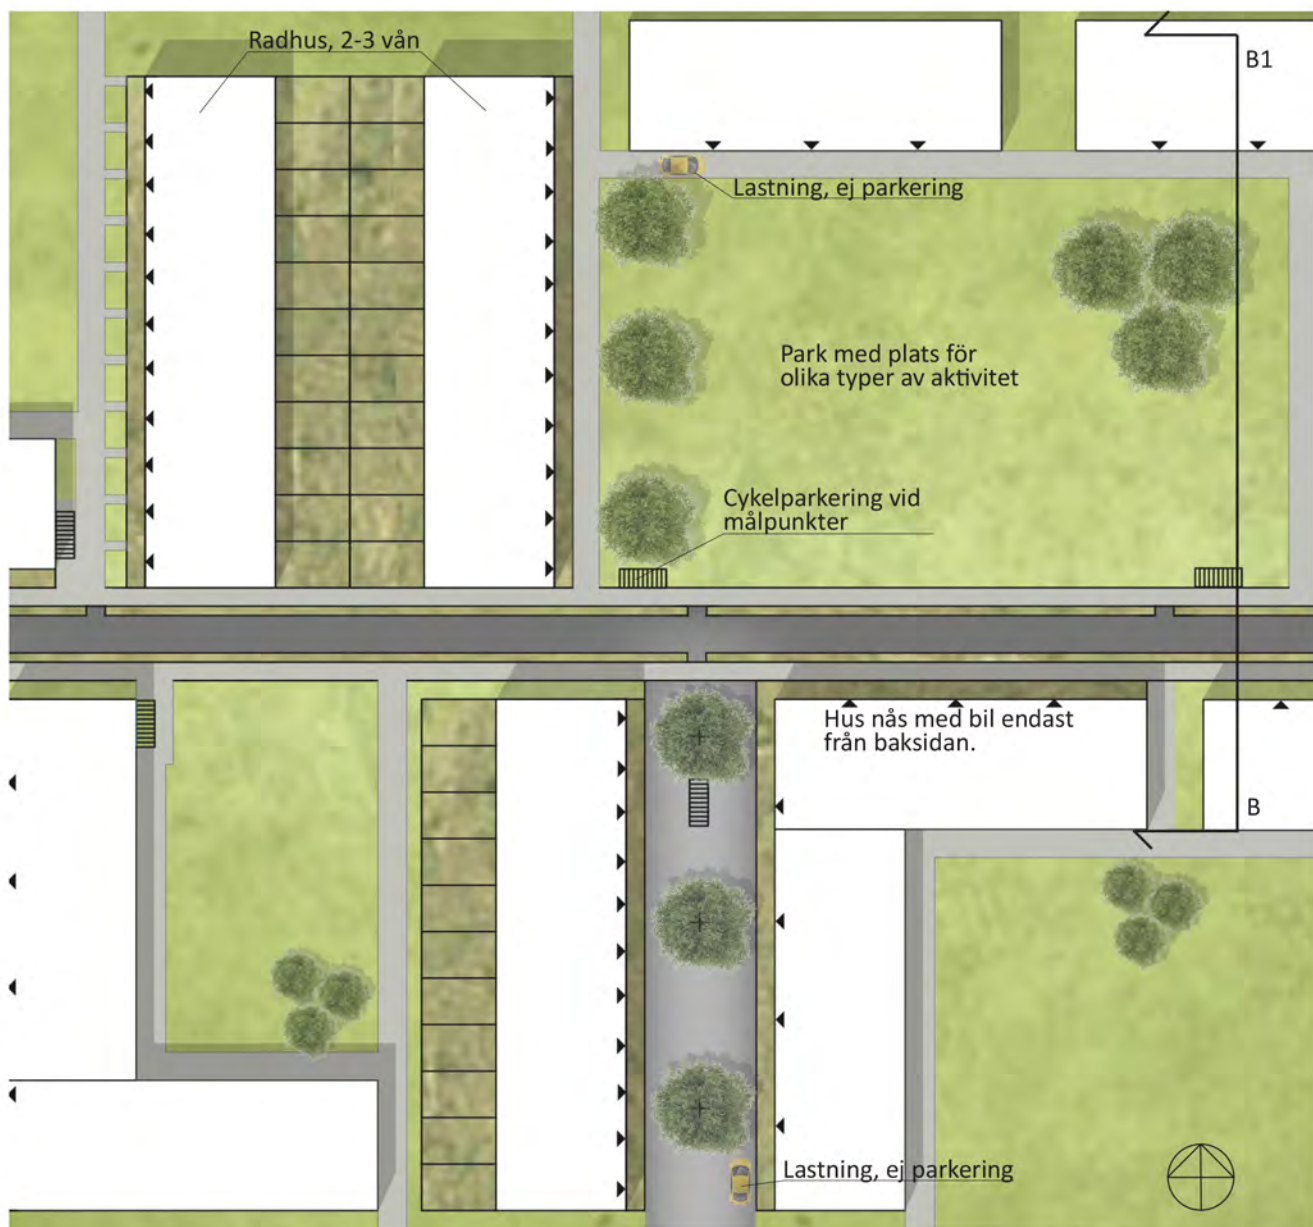 Radhus, 2-3 vån
B1
Lastning, ej parkering
Park med plats för
olika typer av aktivitet
Cykelparkering vid
målpunkter
Hus nås med bil endast
från baksidan.
B
Lastning, ej parkering